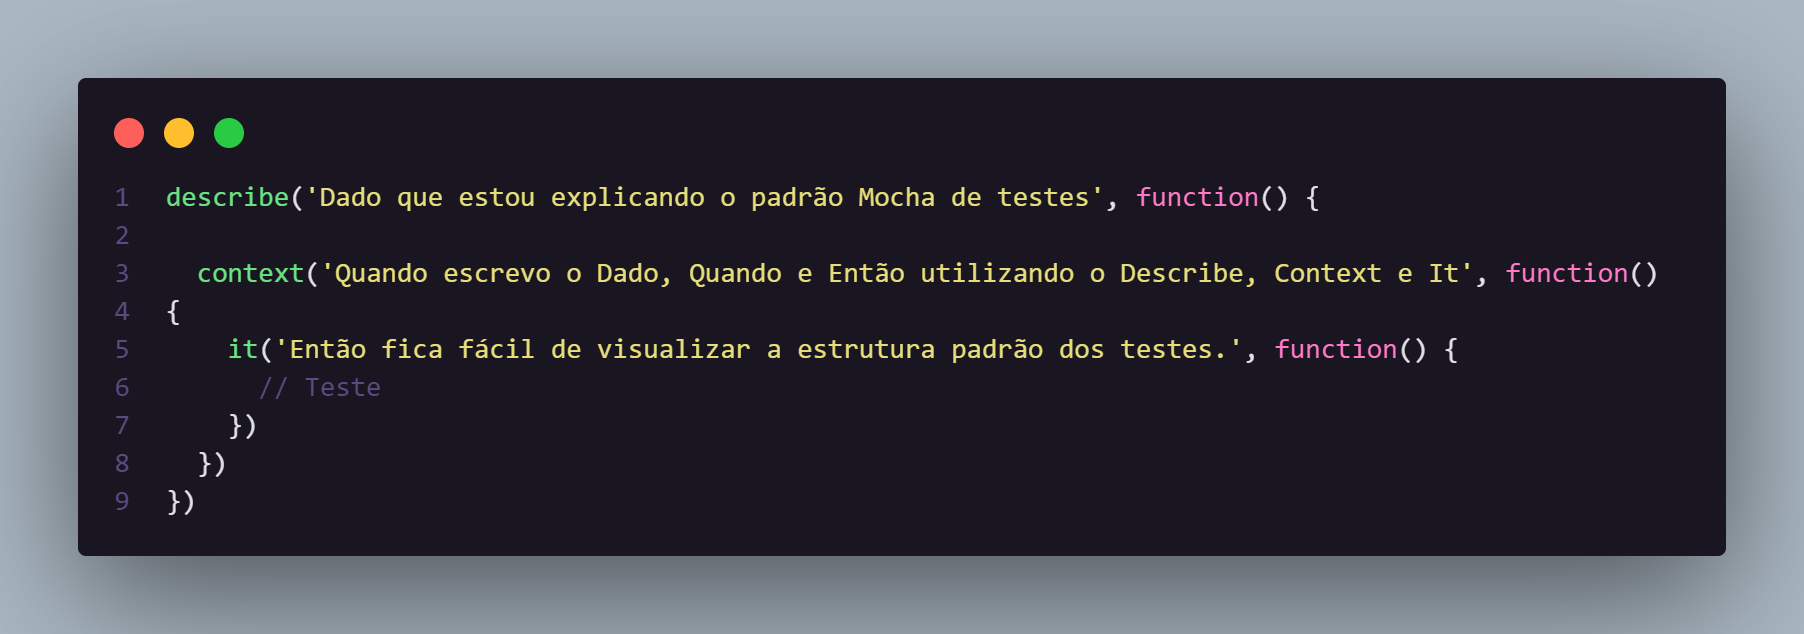 1 describe('Dado que estou explicando o padrão Mocha de testes', function() {
2
3 context('Quando escrevo o Dado, Quando e Então utilizando o Describe, Context e It', function()
4 {
5 it('Então fica fácil de visualizar a estrutura padrão dos testes.', function() {
6 // Teste
7 })
8 })
9 })